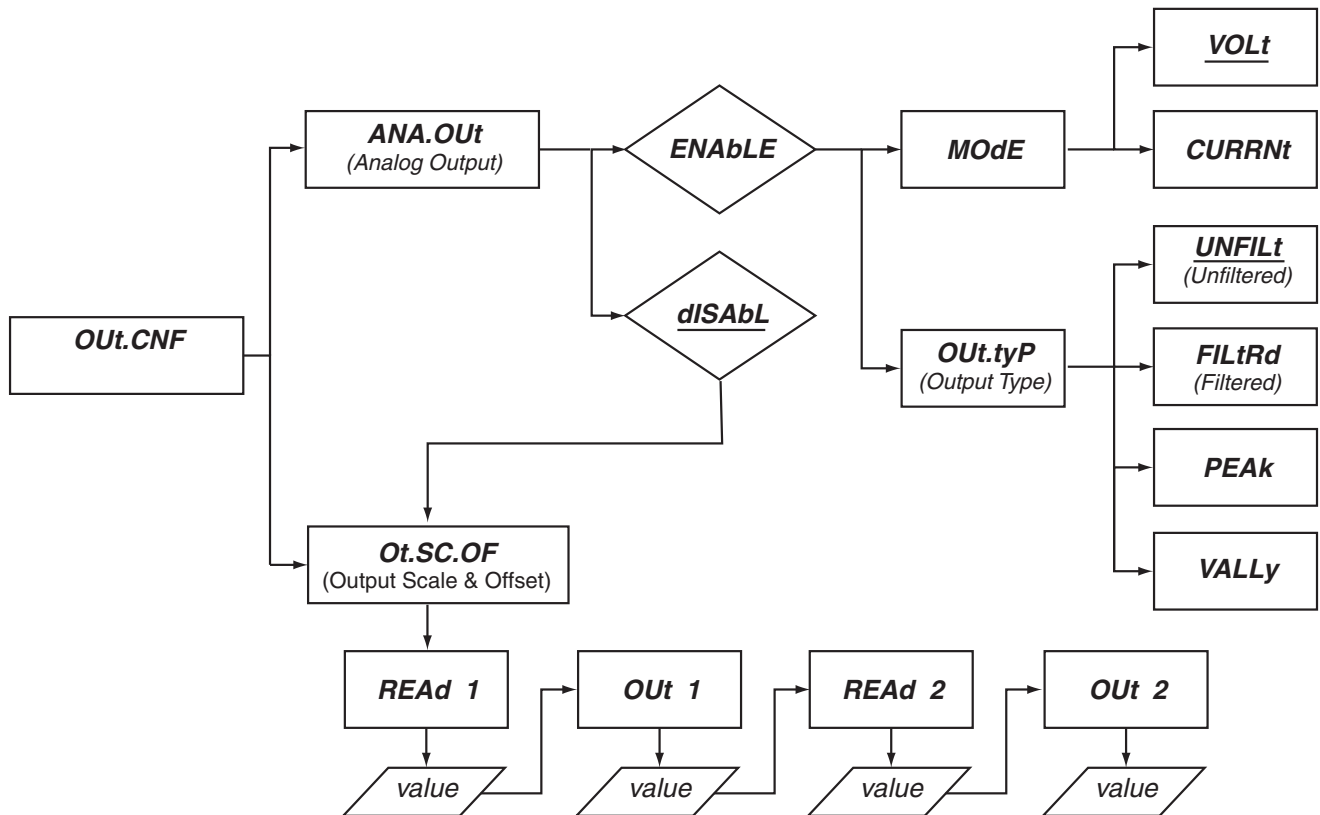 VOLt
ANA.OUt
(Analog Output)
ENAbLE
MOdE
CURRNt
UNFILt
(Unfiltered)
dISAbL
OUt.CNF
OUt.tyP
(Output Type)
FILtRd
(Filtered)
PEAk
Ot.SC.OF
(Output Scale & Offset)
VALLy
REAd 1
OUt 1
REAd 2
OUt 2
value
value
value
value